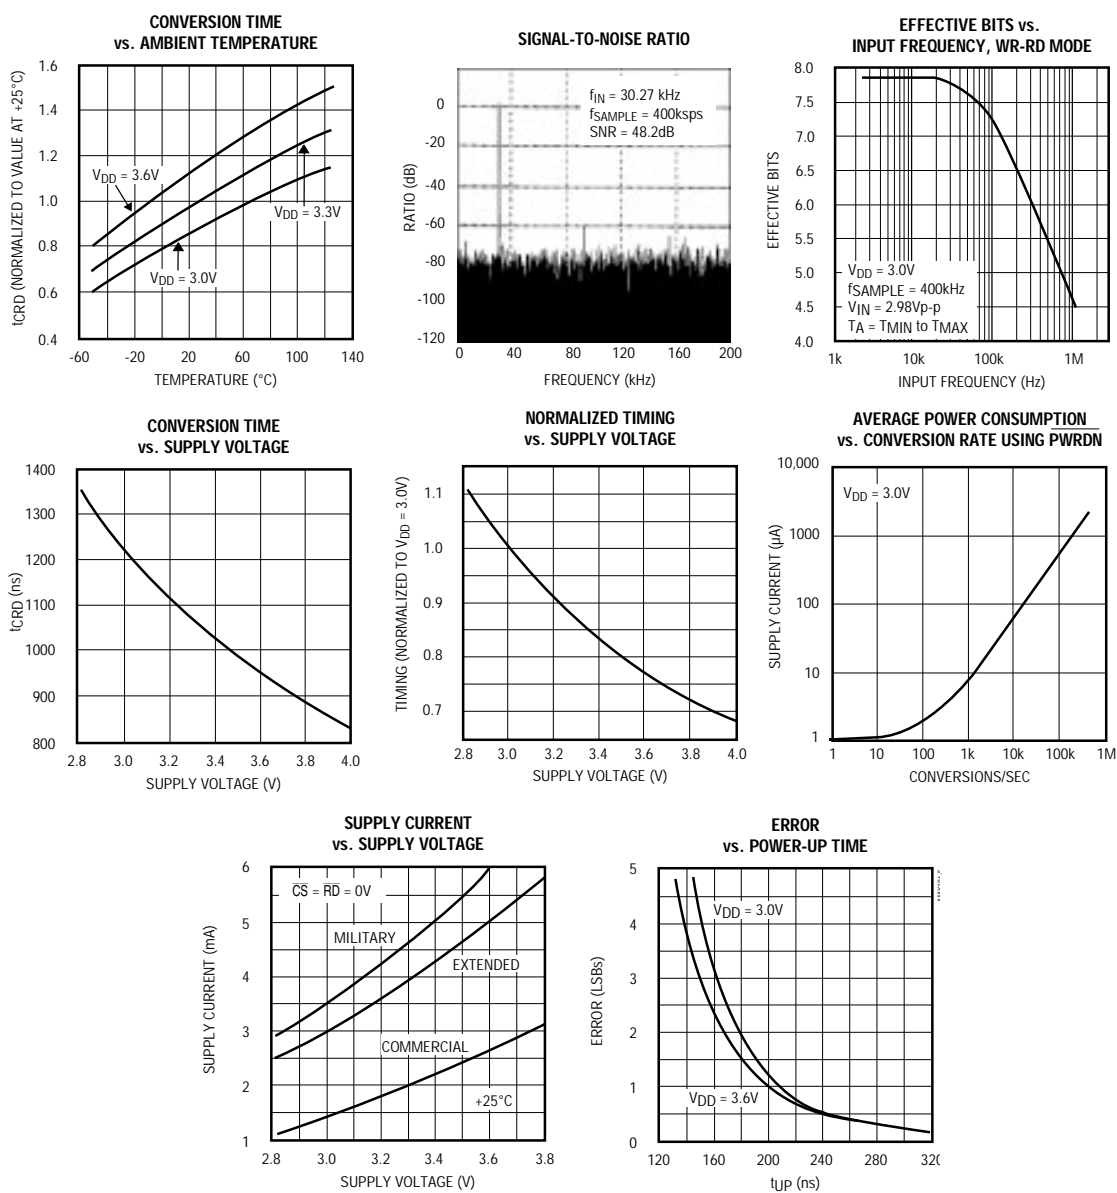 CONVERSION TIME
vs. AMBIENT TEMPERATURE
tCRD (NORMALIZED TO VALUE AT +25°C)
1.6
1.4
1.2
1.0
0.8
0.6
0.4
VDD = 3.6V
VDD = 3.3V
VDD = 3.0V
-60 -20 20 60 100 140
TEMPERATURE (°C)
SIGNAL-TO-NOISE RATIO
RATIO (dB)
0
-20
-40
-60
-80
-100
-120
fIN = 30.27 kHz
fSAMPLE = 400ksps
SNR = 48.2dB
0 40 80 120 160 200
FREQUENCY (kHz)
EFFECTIVE BITS vs.
INPUT FREQUENCY, WR-RD MODE
EFFECTIVE BITS
8.0
7.5
7.0
6.5
6.0
5.5
5.0
4.5
4.0
VDD = 3.0V
fSAMPLE = 400kHz
VIN = 2.98Vp-p
TA = TMIN to TMAX
1k 10k 100k 1M
INPUT FREQUENCY (Hz)
CONVERSION TIME
vs. SUPPLY VOLTAGE
tCRD (ns)
1400
1300
1200
1100
1000
900
800
2.8 3.0 3.2 3.4 3.6 3.8 4.0
SUPPLY VOLTAGE (V)
NORMALIZED TIMING
vs. SUPPLY VOLTAGE
TIMING (NORMALIZED TO VDD = 3.0V)
1.1
1.0
0.9
0.8
0.7
2.8 3.0 3.2 3.4 3.6 3.8 4.0
SUPPLY VOLTAGE (V)
AVERAGE POWER CONSUMPTION
vs. CONVERSION RATE USING PWRDN
SUPPLY CURRENT (µA)
10,000
1000
100
10
1
VDD = 3.0V
1 10 100 1k 10k 100k 1M
CONVERSIONS/SEC
SUPPLY CURRENT
vs. SUPPLY VOLTAGE
SUPPLY CURRENT (mA)
6
5
4
3
2
1
CS = RD = 0V
MILITARY
EXTENDED
COMMERCIAL
+25°C
2.8 3.0 3.2 3.4 3.6 3.8
SUPPLY VOLTAGE (V)
ERROR
vs. POWER-UP TIME
ERROR (LSBs)
5
4
3
2
1
0
VDD = 3.0V
VDD = 3.6V
120 160 200 240 280 320
tUP (ns)